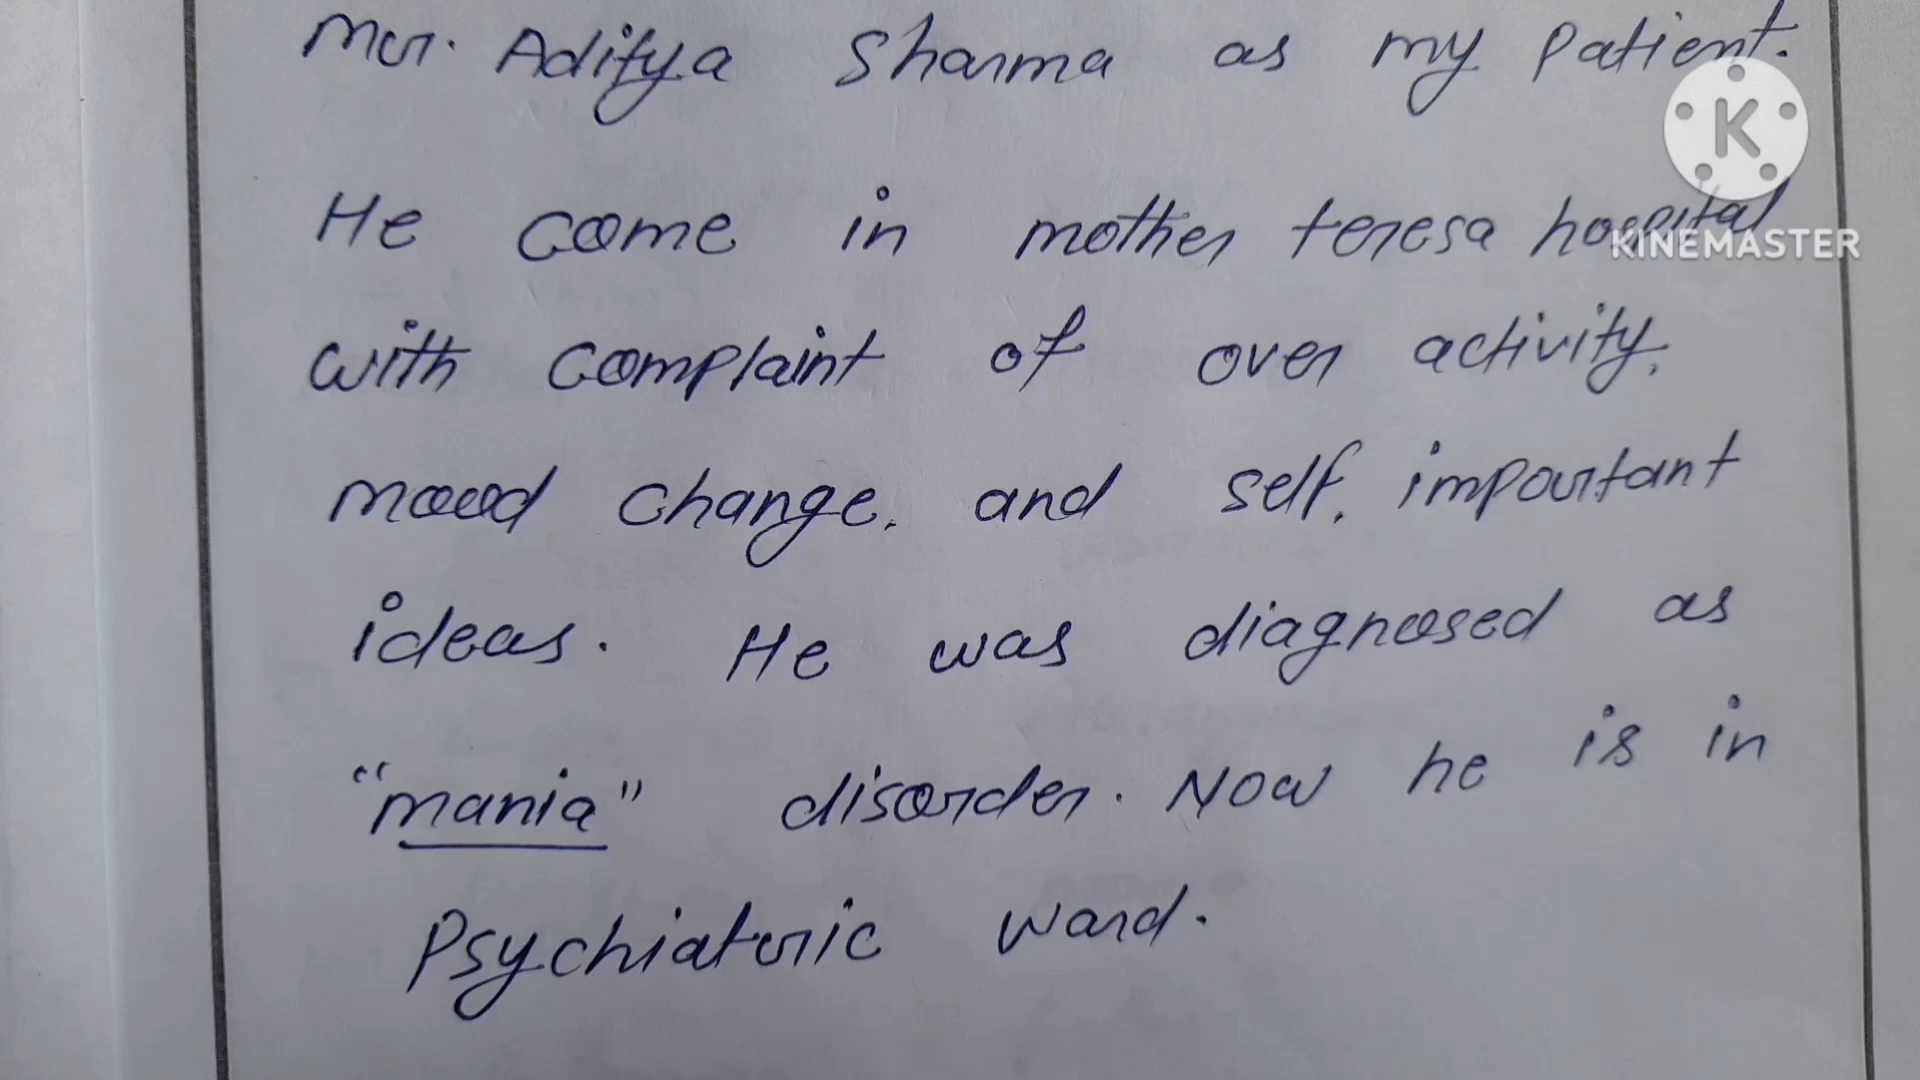 Mr. Aditya Sharma as my patient.
He come in mother teresa hospital
with complaint of over activity,
mood change, and self, important
ideas. He was diagnosed as
"mania" disorder. Now he is in
Psychiatric ward.
K
KINEMASTER